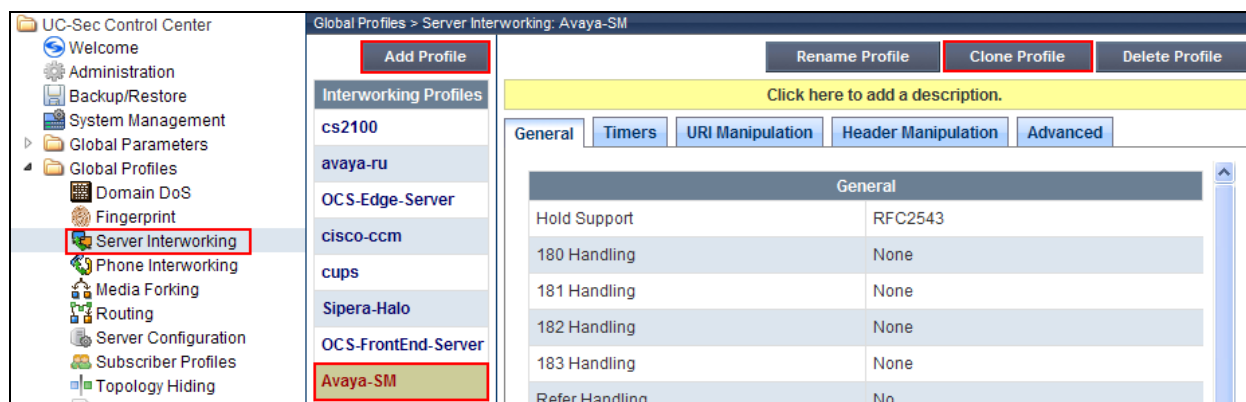 UC-Sec Control Center
Welcome
Administration
Backup/Restore
System Management
Global Parameters
Global Profiles
Domain DoS
Fingerprint
Server Interworking
Phone Interworking
Media Forking
Routing
Server Configuration
Subscriber Profiles
Topology Hiding
Global Profiles > Server Interworking: Avaya-SM
Add Profile
Rename Profile
Clone Profile
Delete Profile
Interworking Profiles
cs2100
avaya-ru
OCS-Edge-Server
cisco-ccm
cups
Sipera-Halo
OCS-FrontEnd-Server
Avaya-SM
Click here to add a description.
General Timers URI Manipulation Header Manipulation Advanced
General
Hold Support RFC2543
180 Handling None
181 Handling None
182 Handling None
183 Handling None
Refer Handling No